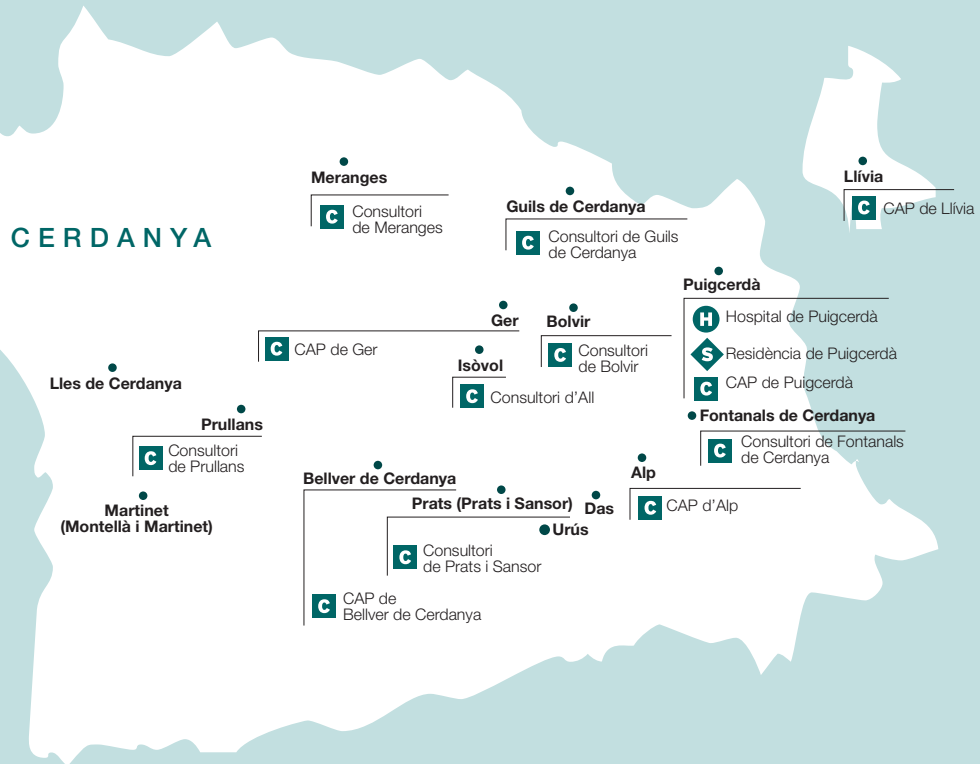 Meranges
C
Consultori
de Meranges
CERDANYA
Guils de Cerdanya
C
Consultori de Guils
de Cerdanya
Llívia
C
CAP de Llívia
Puigcerdà
H
Hospital de Puigcerdà
S
Residència de Puigcerdà
C
CAP de Puigcerdà
Ger
C
CAP de Ger
Bolvir
C
Consultori
de Bolvir
Isòvol
C
Consultori d'All
Lles de Cerdanya
Prullans
C
Consultori
de Prullans
Fontanals de Cerdanya
C
Consultori de Fontanals
de Cerdanya
Martinet
(Montellà i Martinet)
Bellver de Cerdanya
C
CAP de
Bellver de Cerdanya
Prats (Prats i Sansor)
C
Consultori
de Prats i Sansor
Das
Urús
Alp
C
CAP d'Alp